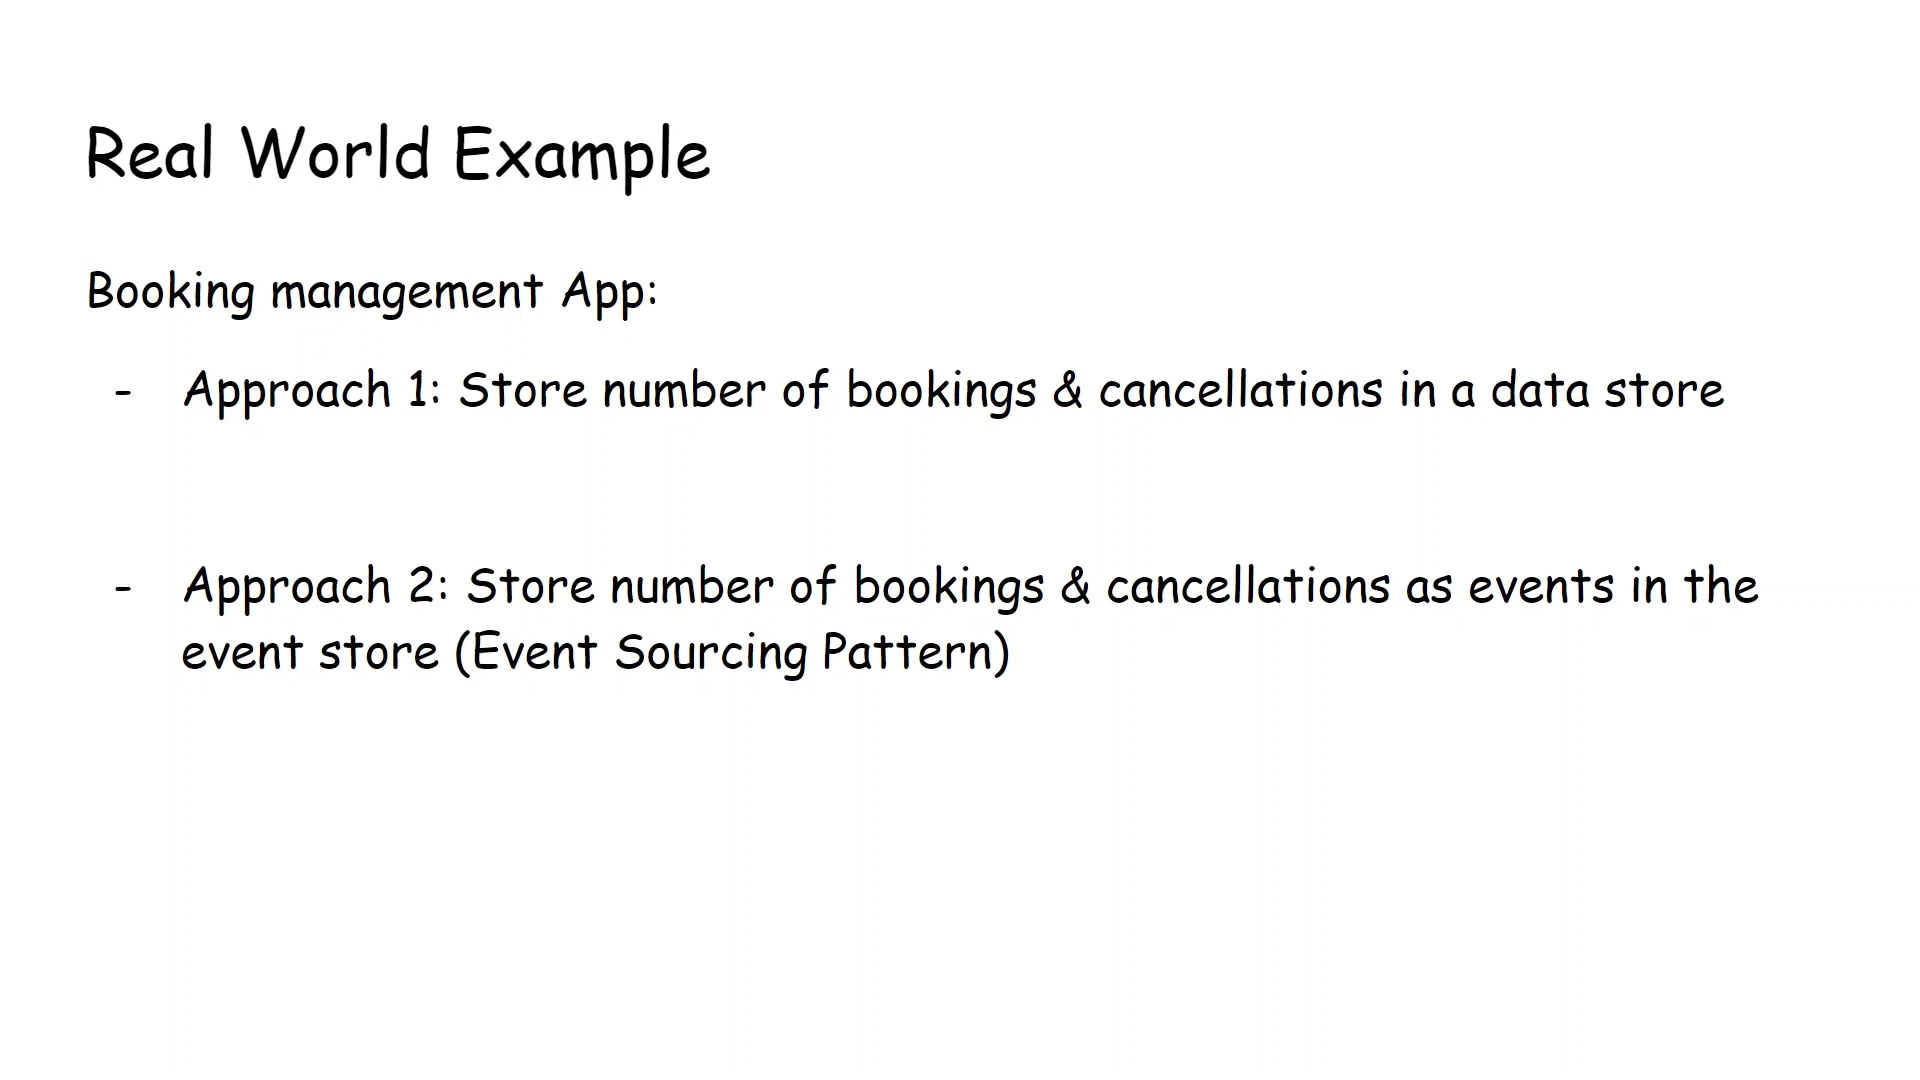 Real World Example
Booking management App:
- Approach 1: Store number of bookings & cancellations in a data store
- Approach 2: Store number of bookings & cancellations as events in the
event store (Event Sourcing Pattern)